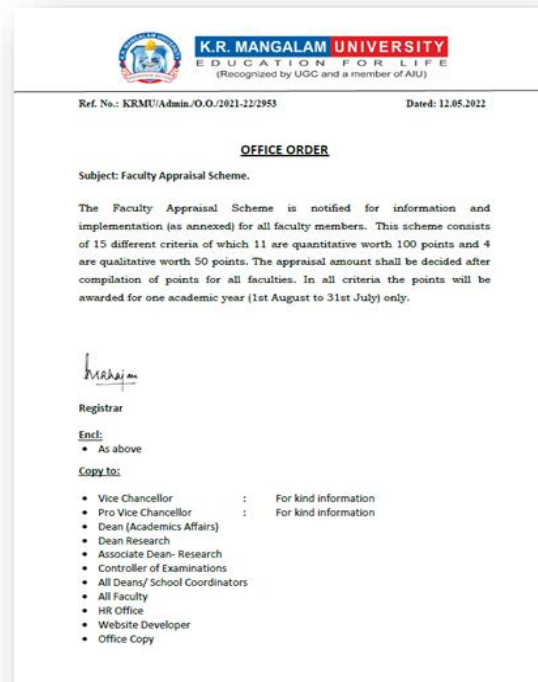 K.R. MANGALAM UNIVERSITY
EDUCATION FOR LIFE
(Recognized by UGC and a member of AIU)
Ref. No.: KRMU/Admin./O.O./2021-22/2953 Dated: 12.05.2022
OFFICE ORDER
Subject: Faculty Appraisal Scheme.
The Faculty Appraisal Scheme is notified for information and
implementation (as annexed) for all faculty members. This scheme consists
of 15 different criteria of which 11 are quantitative worth 100 points and 4
are qualitative worth 50 points. The appraisal amount shall be decided after
compilation of points for all faculties. In all criteria the points will be
awarded for one academic year (1st August to 31st July) only.
Registrar
Encl:
• As above
Copy to:
• Vice Chancellor : For kind information
• Pro Vice Chancellor : For kind information
• Dean (Academics Affairs)
• Dean Research
• Associate Dean- Research
• Controller of Examinations
• All Deans/ School Coordinators
• All Faculty
• HR Office
• Website Developer
• Office Copy